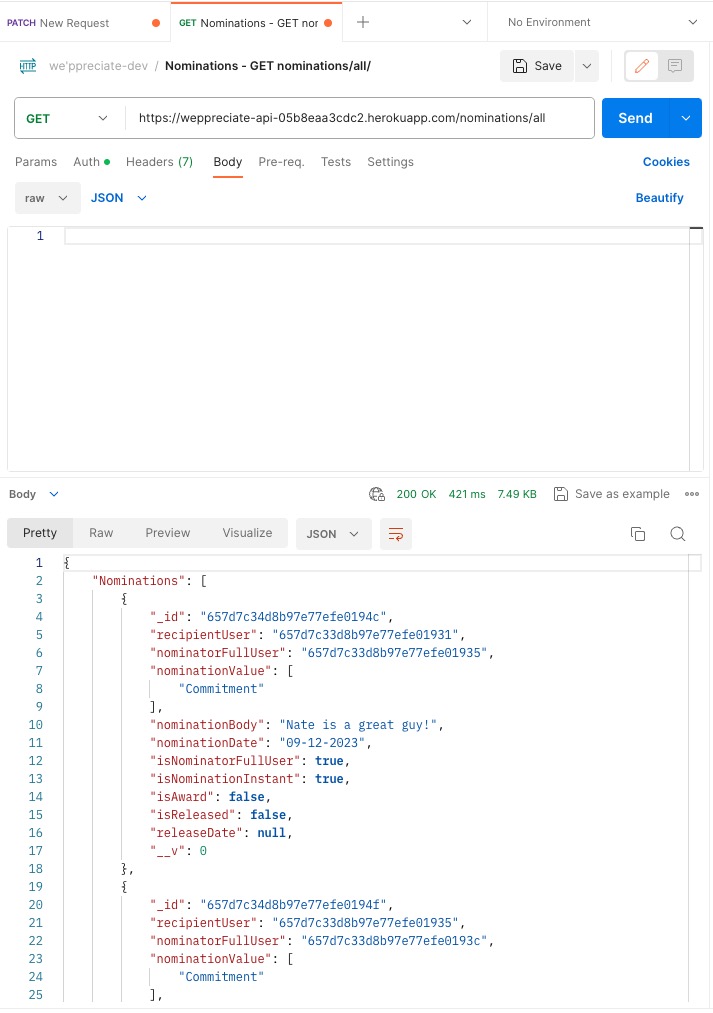 PATCH New Request
GET Nominations - GET nor
No Environment
HTTP we'ppreciate-dev / Nominations - GET nominations/all/
Save
GET https://weppreciate-api-05b8eaa3cdc2.herokuapp.com/nominations/all Send
Params Auth Headers (7) Body Pre-req. Tests Settings Cookies
raw JSON Beautify
1
Body 200 OK 421 ms 7.49 KB Save as example
Pretty Raw Preview Visualize JSON
1 {
2 "Nominations": [
3 {
4 "_id": "657d7c34d8b97e77efe0194c",
5 "recipientUser": "657d7c33d8b97e77efe01931",
6 "nominatorFullUser": "657d7c33d8b97e77efe01935",
7 "nominationValue": [
8 "Commitment"
9 ],
10 "nominationBody": "Nate is a great guy!",
11 "nominationDate": "09-12-2023",
12 "isNominatorFullUser": true,
13 "isNominationInstant": true,
14 "isAward": false,
15 "isReleased": false,
16 "releaseDate": null,
17 "__v": 0
18 },
19 {
20 "_id": "657d7c34d8b97e77efe0194f",
21 "recipientUser": "657d7c33d8b97e77efe01935",
22 "nominatorFullUser": "657d7c33d8b97e77efe0193c",
23 "nominationValue": [
24 "Commitment"
25 ],